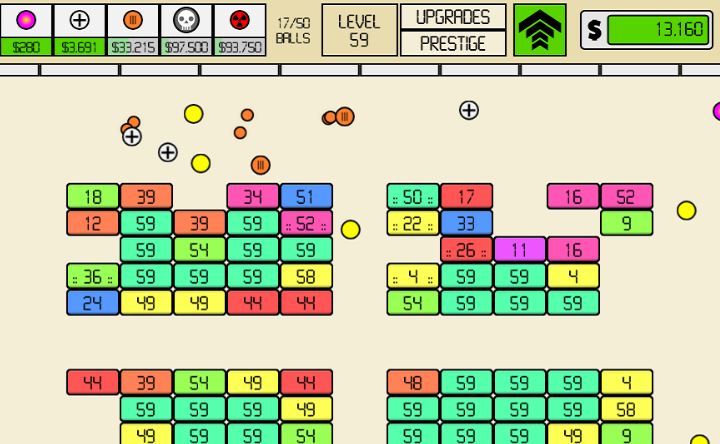 $280 $3.691 $33.215 $97.500 $93.750
17/50
BALLS
LEVEL
59
UPGRADES
PRESTIGE
$ 13.160
18 39 34 51 :: 50 :: 17 16 52
12 59 39 59 :: 52 :: :: 22 :: 33 9
59 54 59 59 :: 26 :: 11 16
:: 36 :: 59 59 59 58 :: 4 :: 59 59 4
24 49 49 44 44 54 59 59 59
44 39 54 49 44 48 59 59 59 4
59 59 59 49 59 59 59 59 58
49 59 59 54 59 59 59 49 9